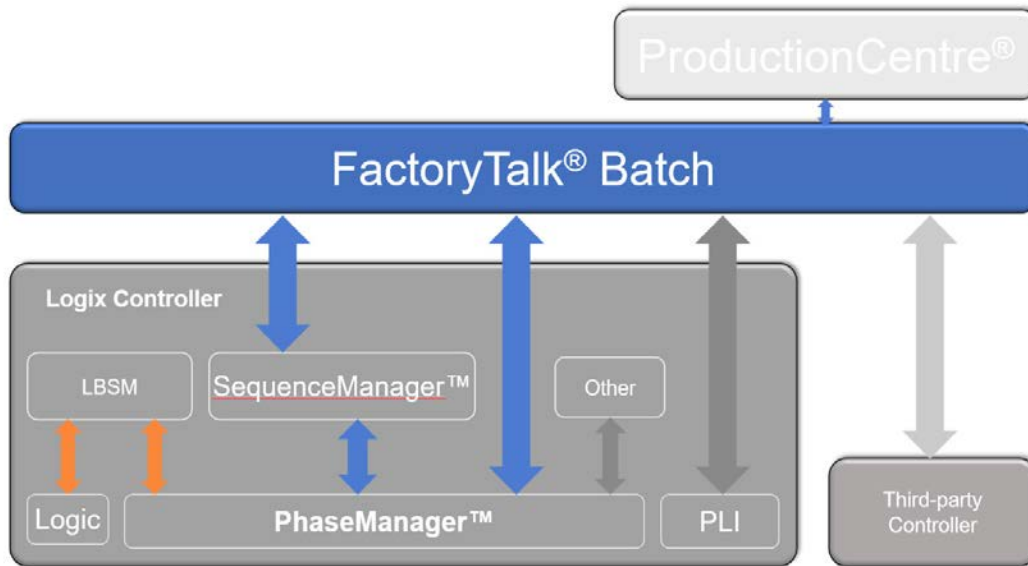 ProductionCentre®
FactoryTalk® Batch
Logix Controller
LBSM
SequenceManager™
Other
Logic
PhaseManager™
PLI
Third-party
Controller